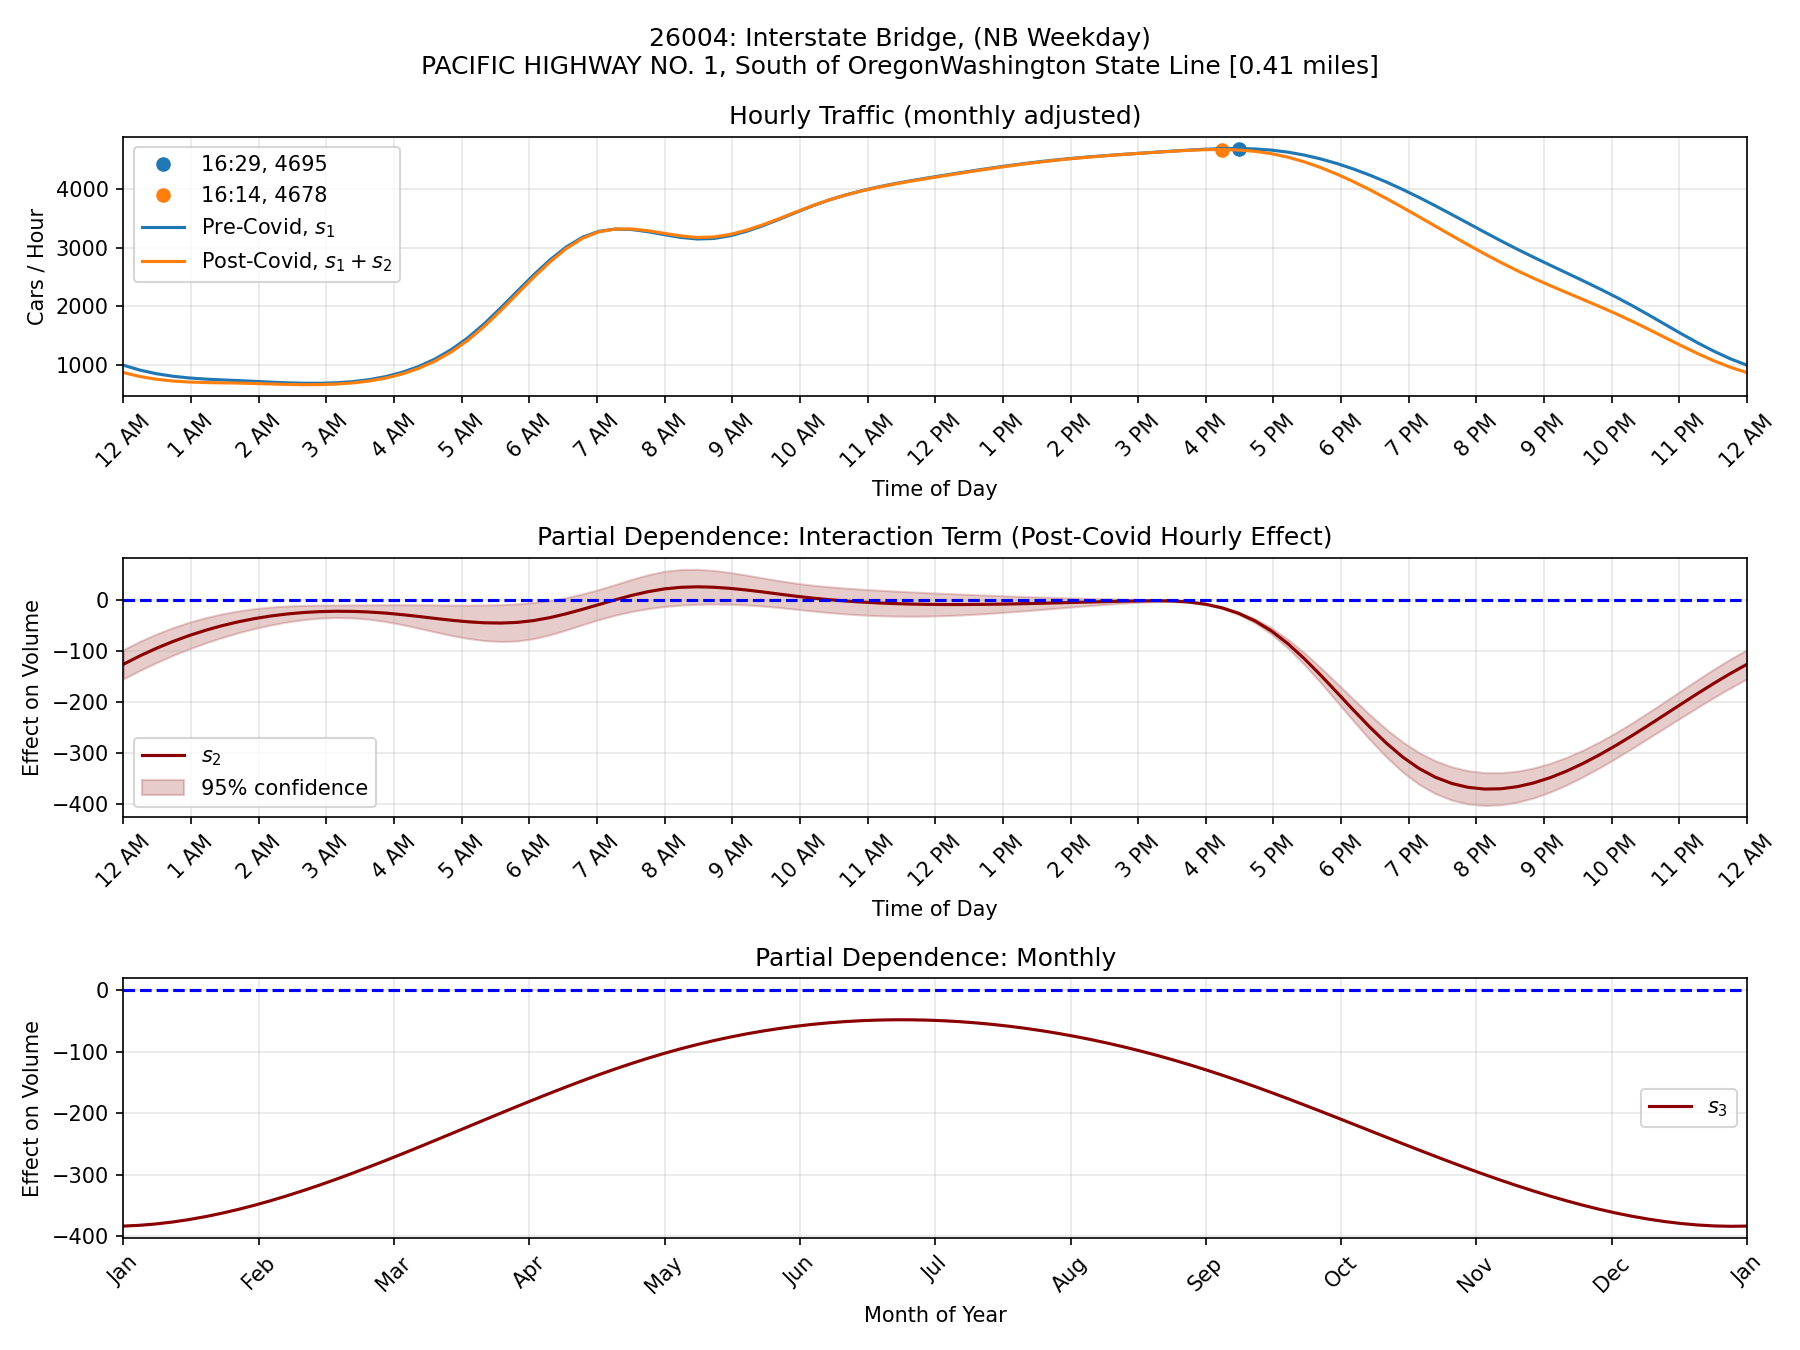 26004: Interstate Bridge, (NB Weekday)
PACIFIC HIGHWAY NO. 1, South of OregonWashington State Line [0.41 miles]
Hourly Traffic (monthly adjusted)
16:29, 4695
16:14, 4678
Pre-Covid, s₁
Post-Covid, s₁ + s₂
Cars / Hour
4000
3000
2000
1000
12 AM 1 AM 2 AM 3 AM 4 AM 5 AM 6 AM 7 AM 8 AM 9 AM 10 AM 11 AM 12 PM 1 PM 2 PM 3 PM 4 PM 5 PM 6 PM 7 PM 8 PM 9 PM 10 PM 11 PM 12 AM
Time of Day
Partial Dependence: Interaction Term (Post-Covid Hourly Effect)
Effect on Volume
0
−100
−200
−300
−400
s₂
95% confidence
12 AM 1 AM 2 AM 3 AM 4 AM 5 AM 6 AM 7 AM 8 AM 9 AM 10 AM 11 AM 12 PM 1 PM 2 PM 3 PM 4 PM 5 PM 6 PM 7 PM 8 PM 9 PM 10 PM 11 PM 12 AM
Time of Day
Partial Dependence: Monthly
Effect on Volume
0
−100
−200
−300
−400
s₃
Jan Feb Mar Apr May Jun Jul Aug Sep Oct Nov Dec Jan
Month of Year